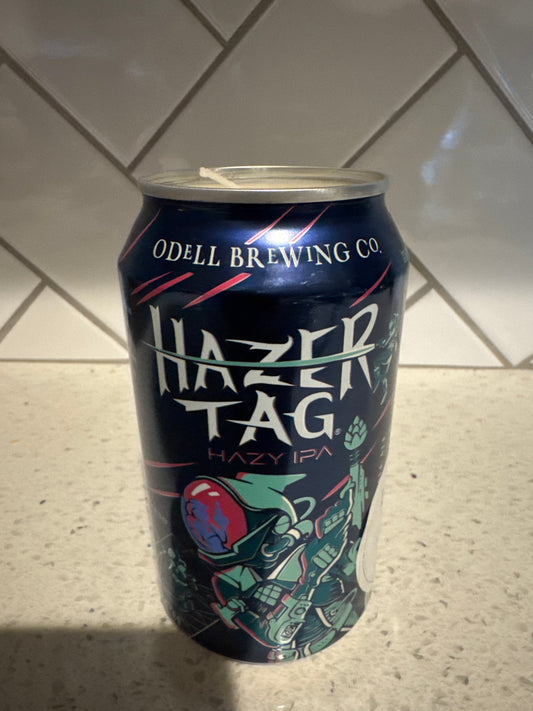 ODELL BREWING CO.
HAZER
TAG®
HAZY IPA